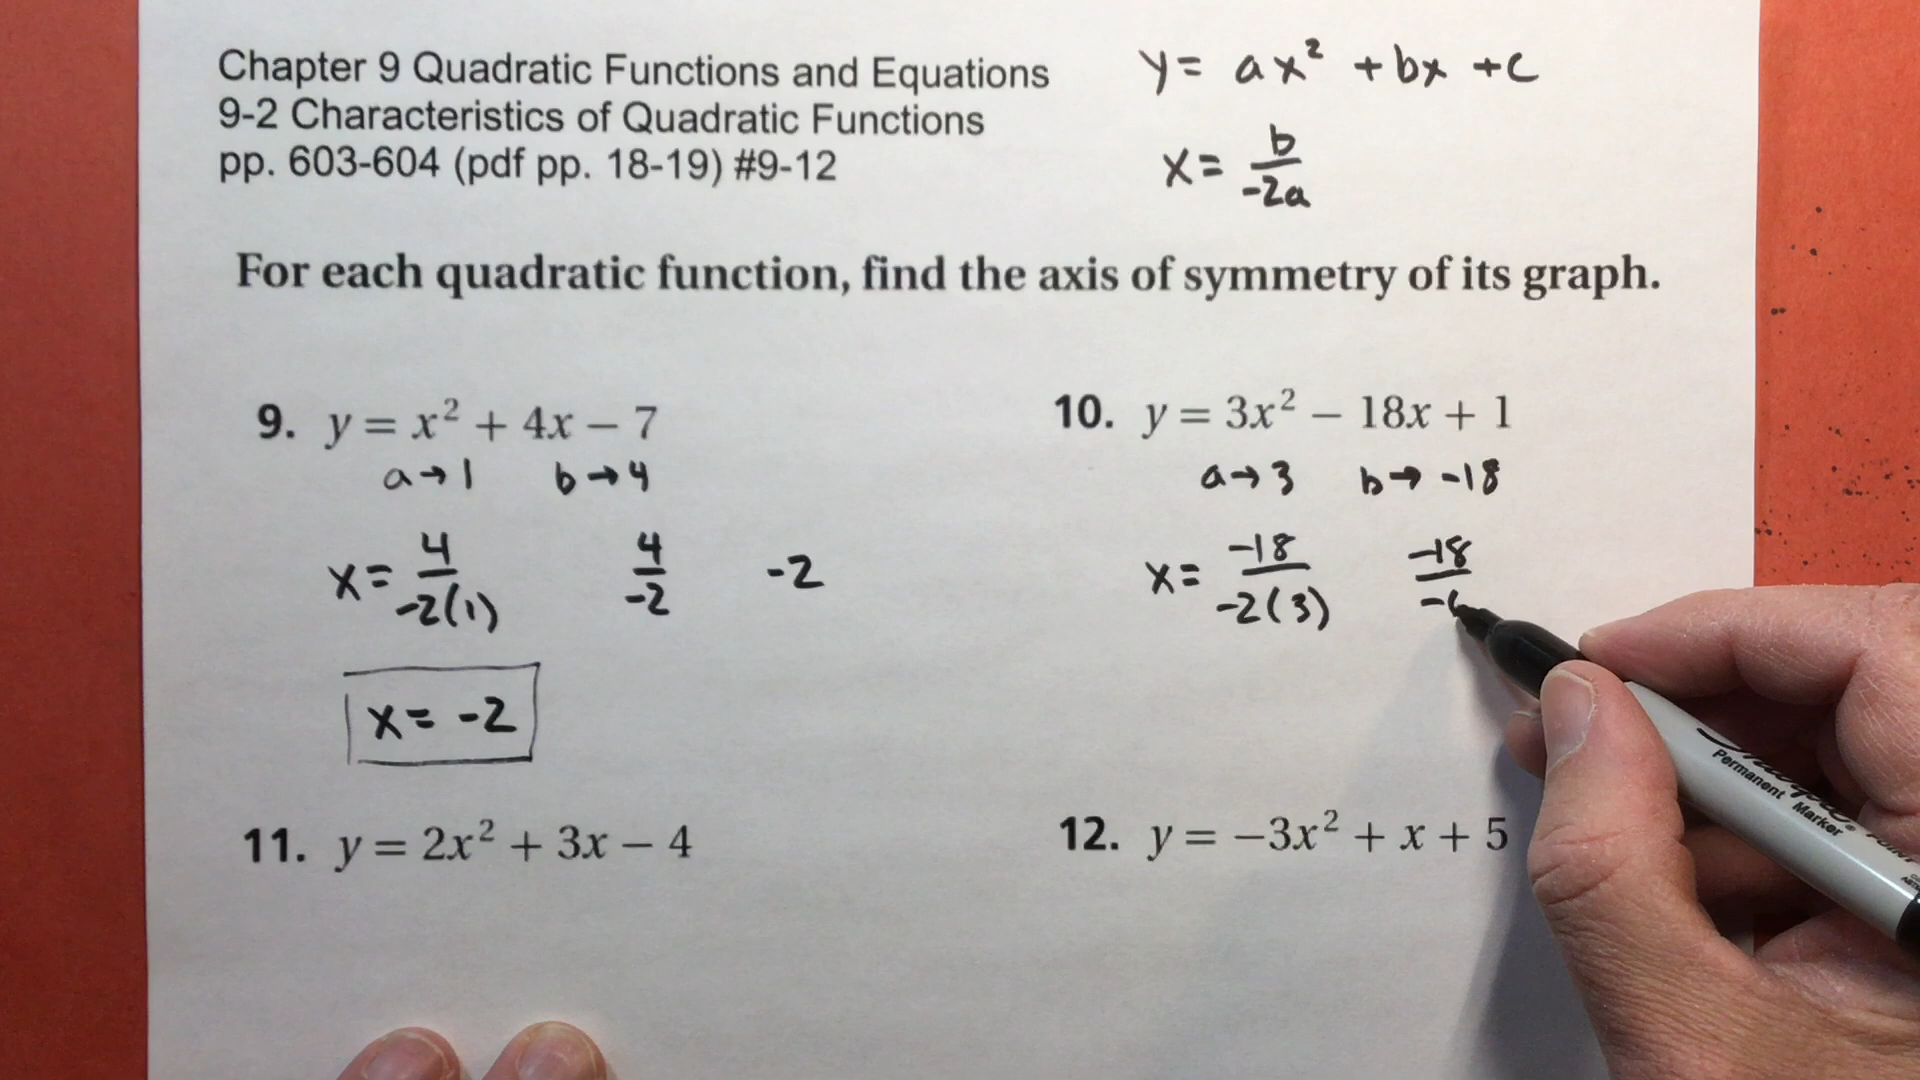 Chapter 9 Quadratic Functions and Equations
9-2 Characteristics of Quadratic Functions
pp. 603-604 (pdf pp. 18-19) #9-12
y = ax² + bx + c
x = b/-2a
For each quadratic function, find the axis of symmetry of its graph.
9. y = x² + 4x – 7
a → 1 b → 4
x = 4/-2(1) 4/-2 -2
x = -2
10. y = 3x² – 18x + 1
a → 3 b → -18
x = -18/-2(3) -18/-6
11. y = 2x² + 3x – 4
12. y = –3x² + x + 5
Permanent Marker